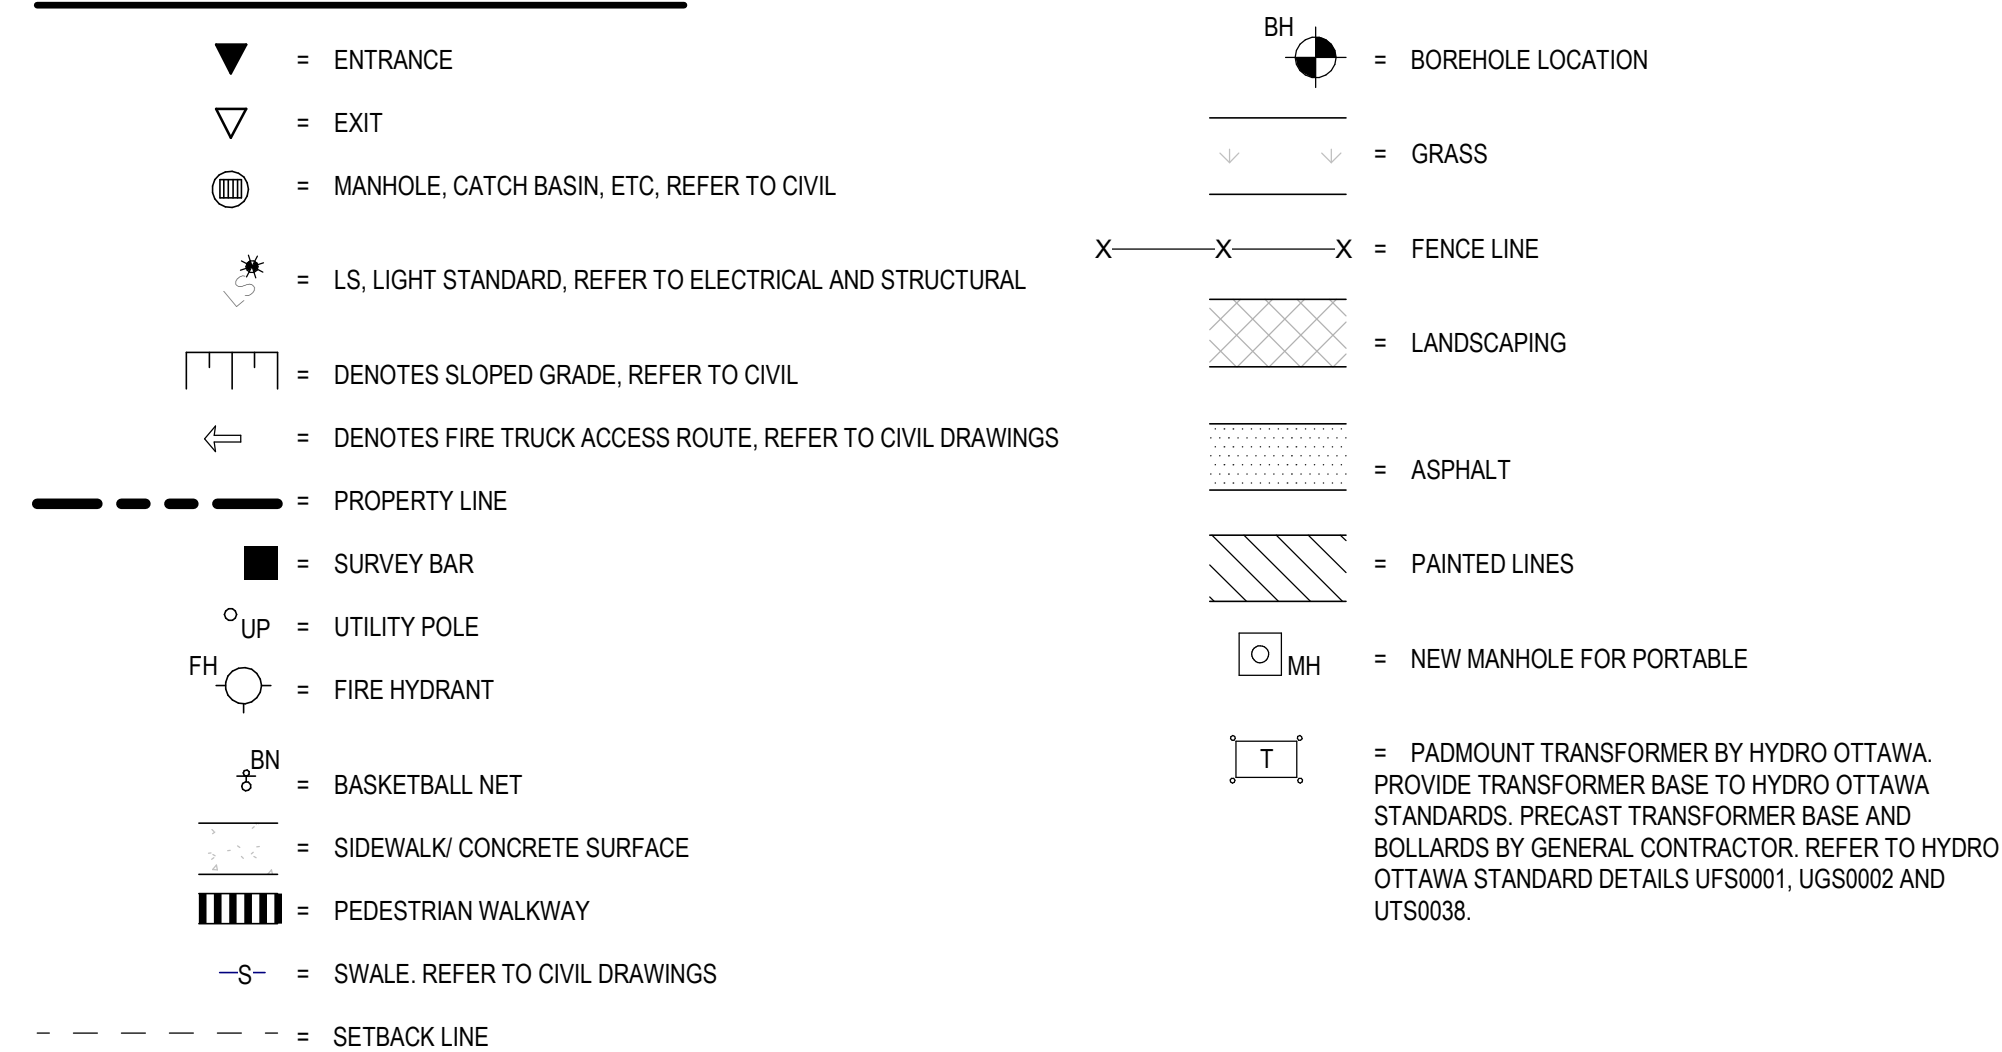 = ENTRANCE
= EXIT
= MANHOLE, CATCH BASIN, ETC, REFER TO CIVIL
LS = LS, LIGHT STANDARD, REFER TO ELECTRICAL AND STRUCTURAL
= DENOTES SLOPED GRADE, REFER TO CIVIL
= DENOTES FIRE TRUCK ACCESS ROUTE, REFER TO CIVIL DRAWINGS
= PROPERTY LINE
= SURVEY BAR
UP = UTILITY POLE
FH = FIRE HYDRANT
BN = BASKETBALL NET
= SIDEWALK/ CONCRETE SURFACE
= PEDESTRIAN WALKWAY
S = SWALE. REFER TO CIVIL DRAWINGS
= SETBACK LINE
BH = BOREHOLE LOCATION
= GRASS
X X X = FENCE LINE
= LANDSCAPING
= ASPHALT
= PAINTED LINES
MH = NEW MANHOLE FOR PORTABLE
T = PADMOUNT TRANSFORMER BY HYDRO OTTAWA.
PROVIDE TRANSFORMER BASE TO HYDRO OTTAWA
STANDARDS. PRECAST TRANSFORMER BASE AND
BOLLARDS BY GENERAL CONTRACTOR. REFER TO HYDRO
OTTAWA STANDARD DETAILS UFS0001, UGS0002 AND
UTS0038.